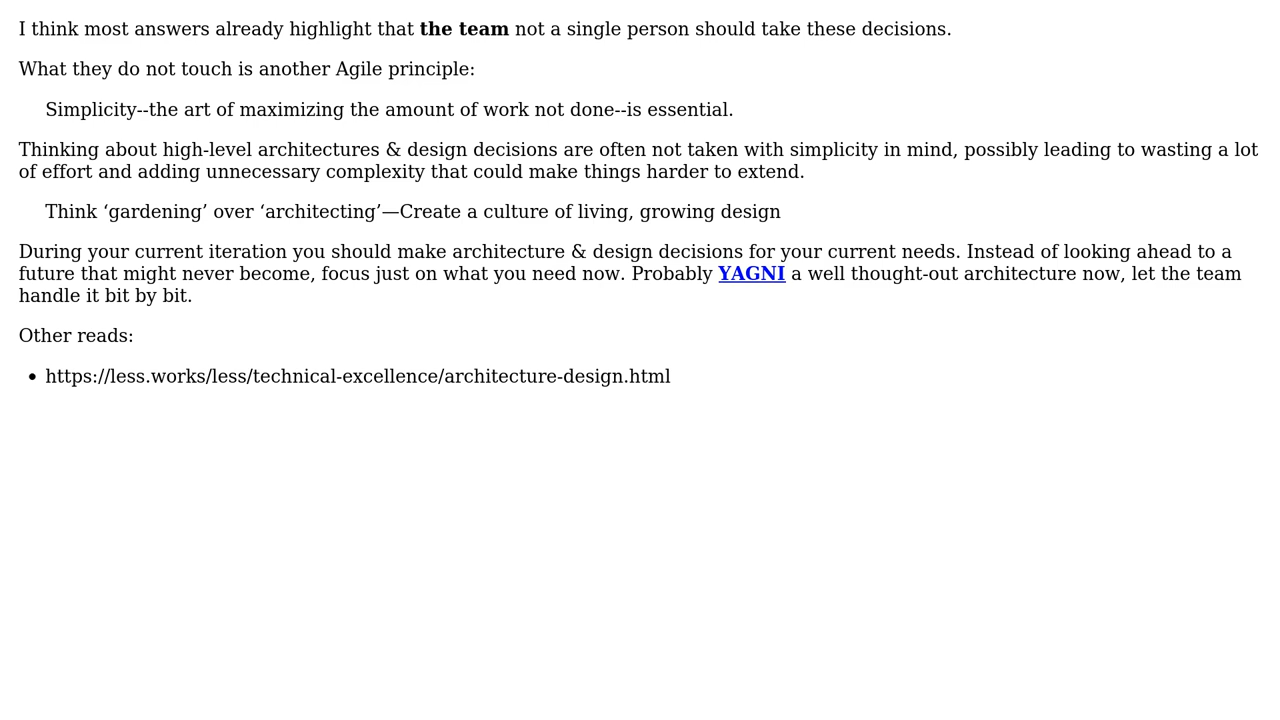 I think most answers already highlight that the team not a single person should take these decisions.
What they do not touch is another Agile principle:
Simplicity--the art of maximizing the amount of work not done--is essential.
Thinking about high-level architectures & design decisions are often not taken with simplicity in mind, possibly leading to wasting a lot
of effort and adding unnecessary complexity that could make things harder to extend.
Think ‘gardening’ over ‘architecting’—Create a culture of living, growing design
During your current iteration you should make architecture & design decisions for your current needs. Instead of looking ahead to a
future that might never become, focus just on what you need now. Probably YAGNI a well thought-out architecture now, let the team
handle it bit by bit.
Other reads:
• https://less.works/less/technical-excellence/architecture-design.html